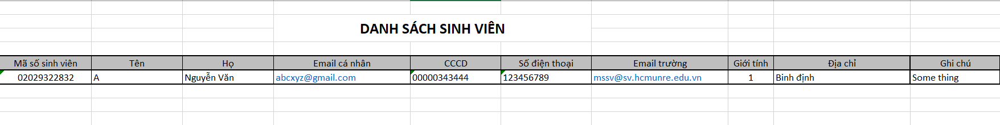 DANH SÁCH SINH VIÊN
Mã số sinh viên Tên Họ Email cá nhân CCCD Số điện thoại Email trường Giới tính Địa chỉ Ghi chú
02029322832 A Nguyễn Văn abcxyz@gmail.com 00000343444 123456789 mssv@sv.hcmunre.edu.vn 1 Bình định Some thing